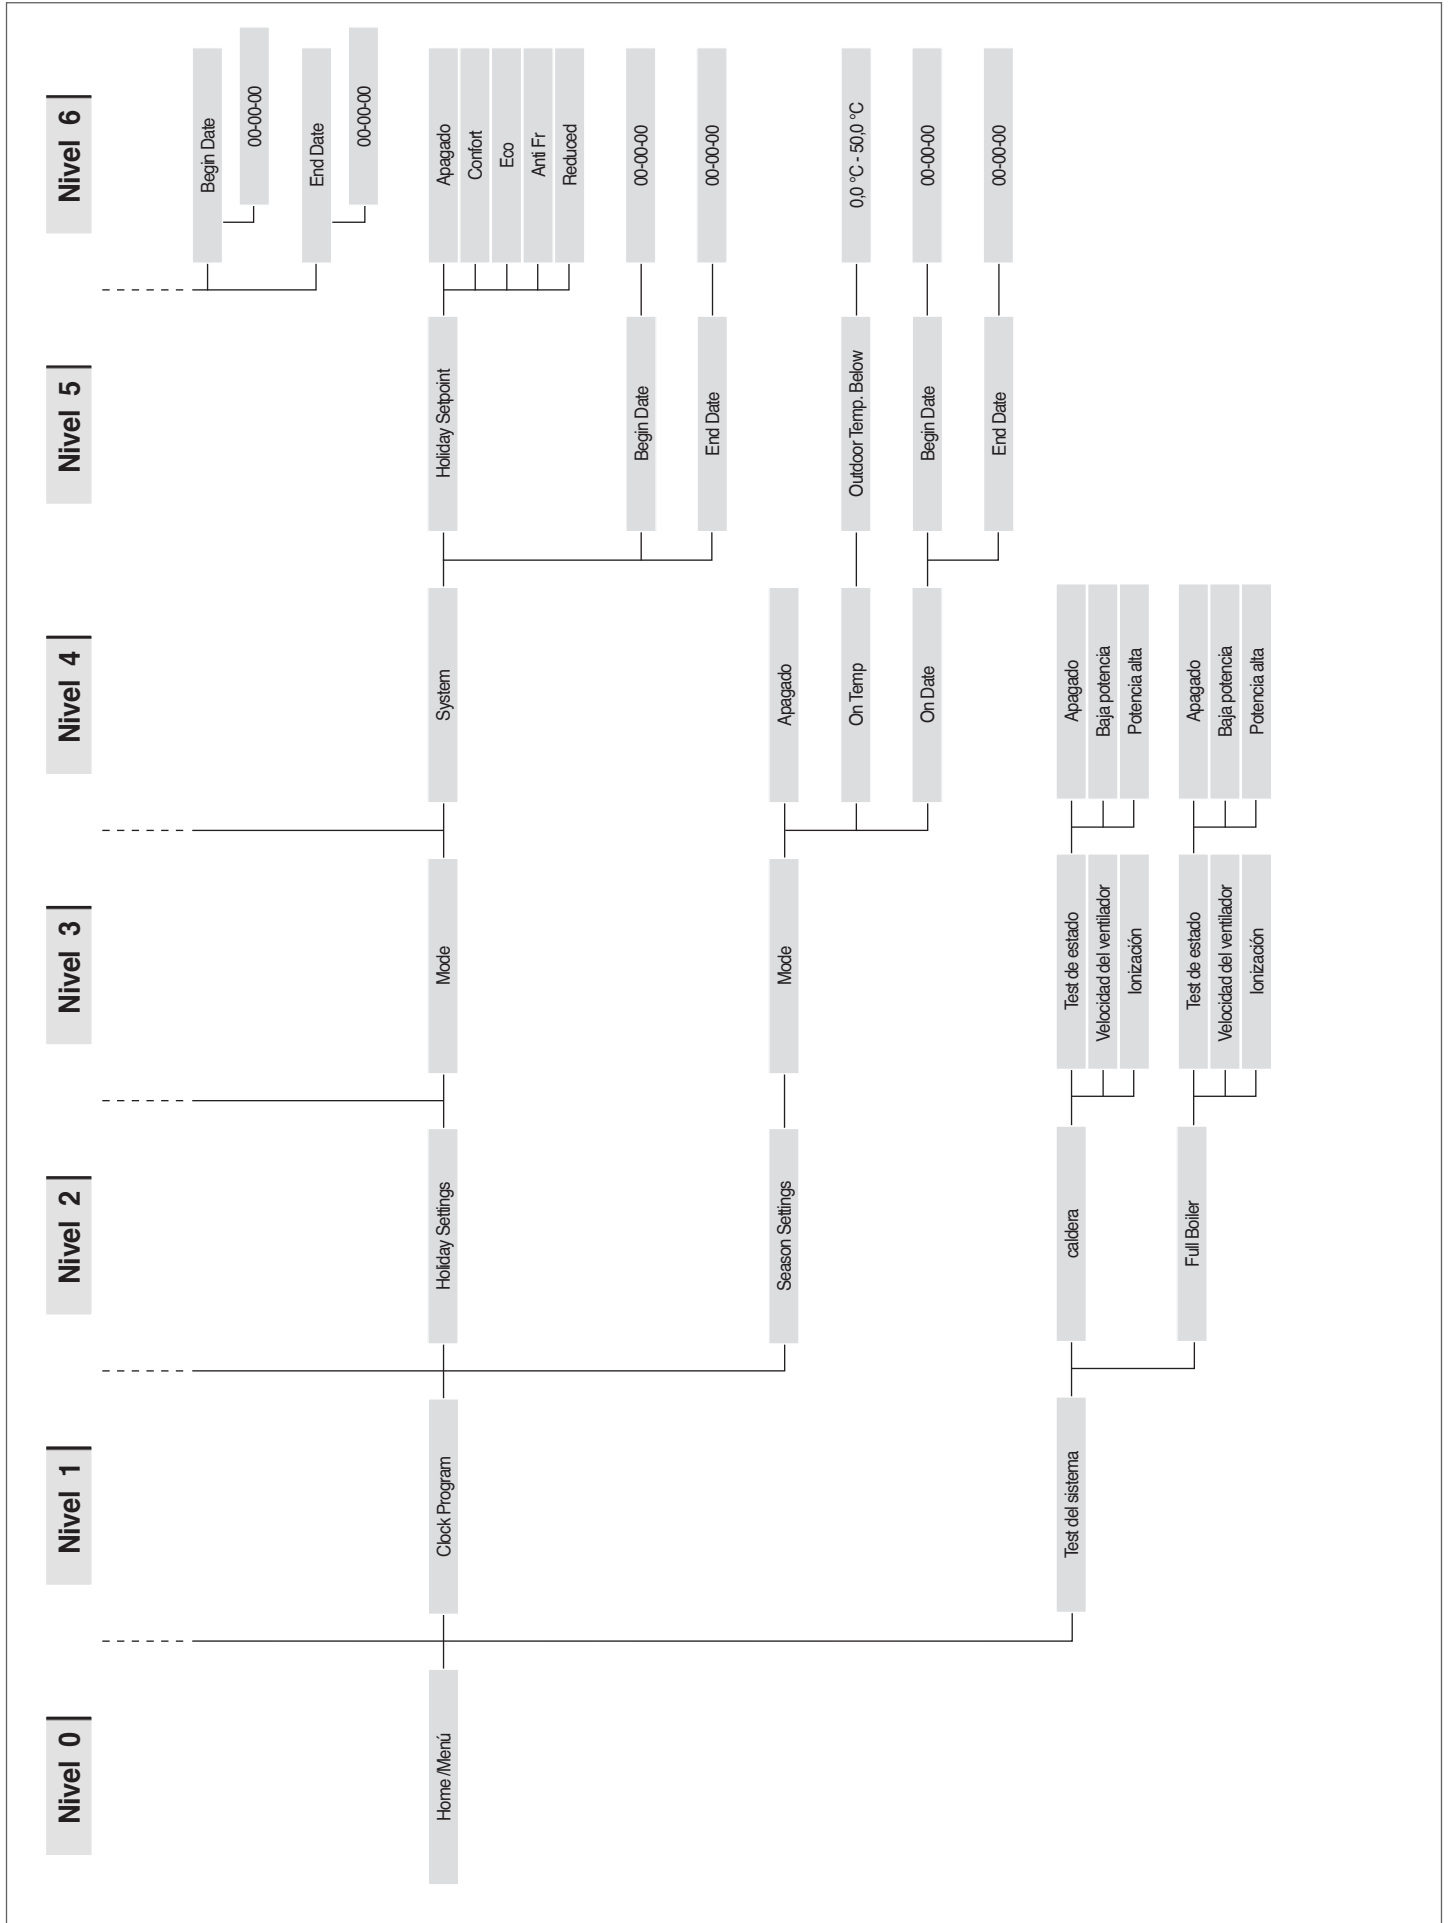 Nivel 0
Nivel 1
Nivel 2
Nivel 3
Nivel 4
Nivel 5
Nivel 6
Begin Date
00-00-00
End Date
00-00-00
Home /Menú
Clock Program
Holiday Settings
Mode
System
Holiday Setpoint
Apagado
Confort
Eco
Anti Fr
Reduced
Begin Date
00-00-00
End Date
00-00-00
Season Settings
Mode
Apagado
On Temp
Outdoor Temp. Below
0,0 °C - 50,0 °C
On Date
Begin Date
00-00-00
End Date
00-00-00
Test del sistema
caldera
Test de estado
Apagado
Velocidad del ventilador
Baja potencia
Ionización
Potencia alta
Full Boiler
Test de estado
Apagado
Velocidad del ventilador
Baja potencia
Ionización
Potencia alta